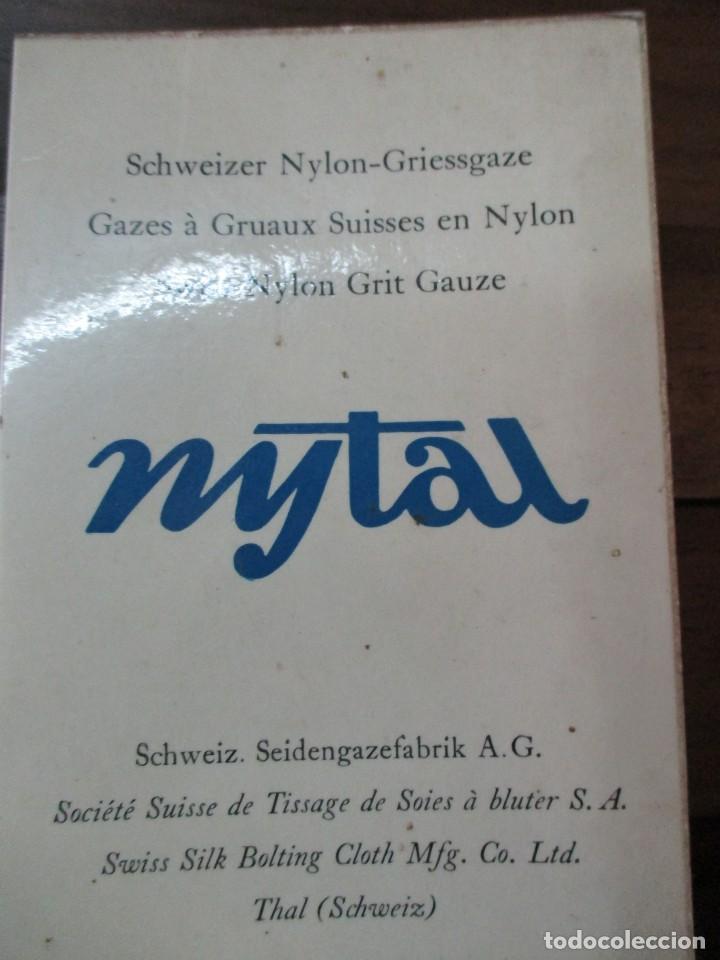 Schweizer Nylon-Griessgaze
Gazes à Gruaux Suisses en Nylon
Nylon Grit Gauze
nytal
Schweiz. Seidengazefabrik A.G.
Société Suisse de Tissage de Soies à bluter S. A.
Swiss Silk Bolting Cloth Mfg. Co. Ltd.
Thal (Schweiz)
todocoleccion